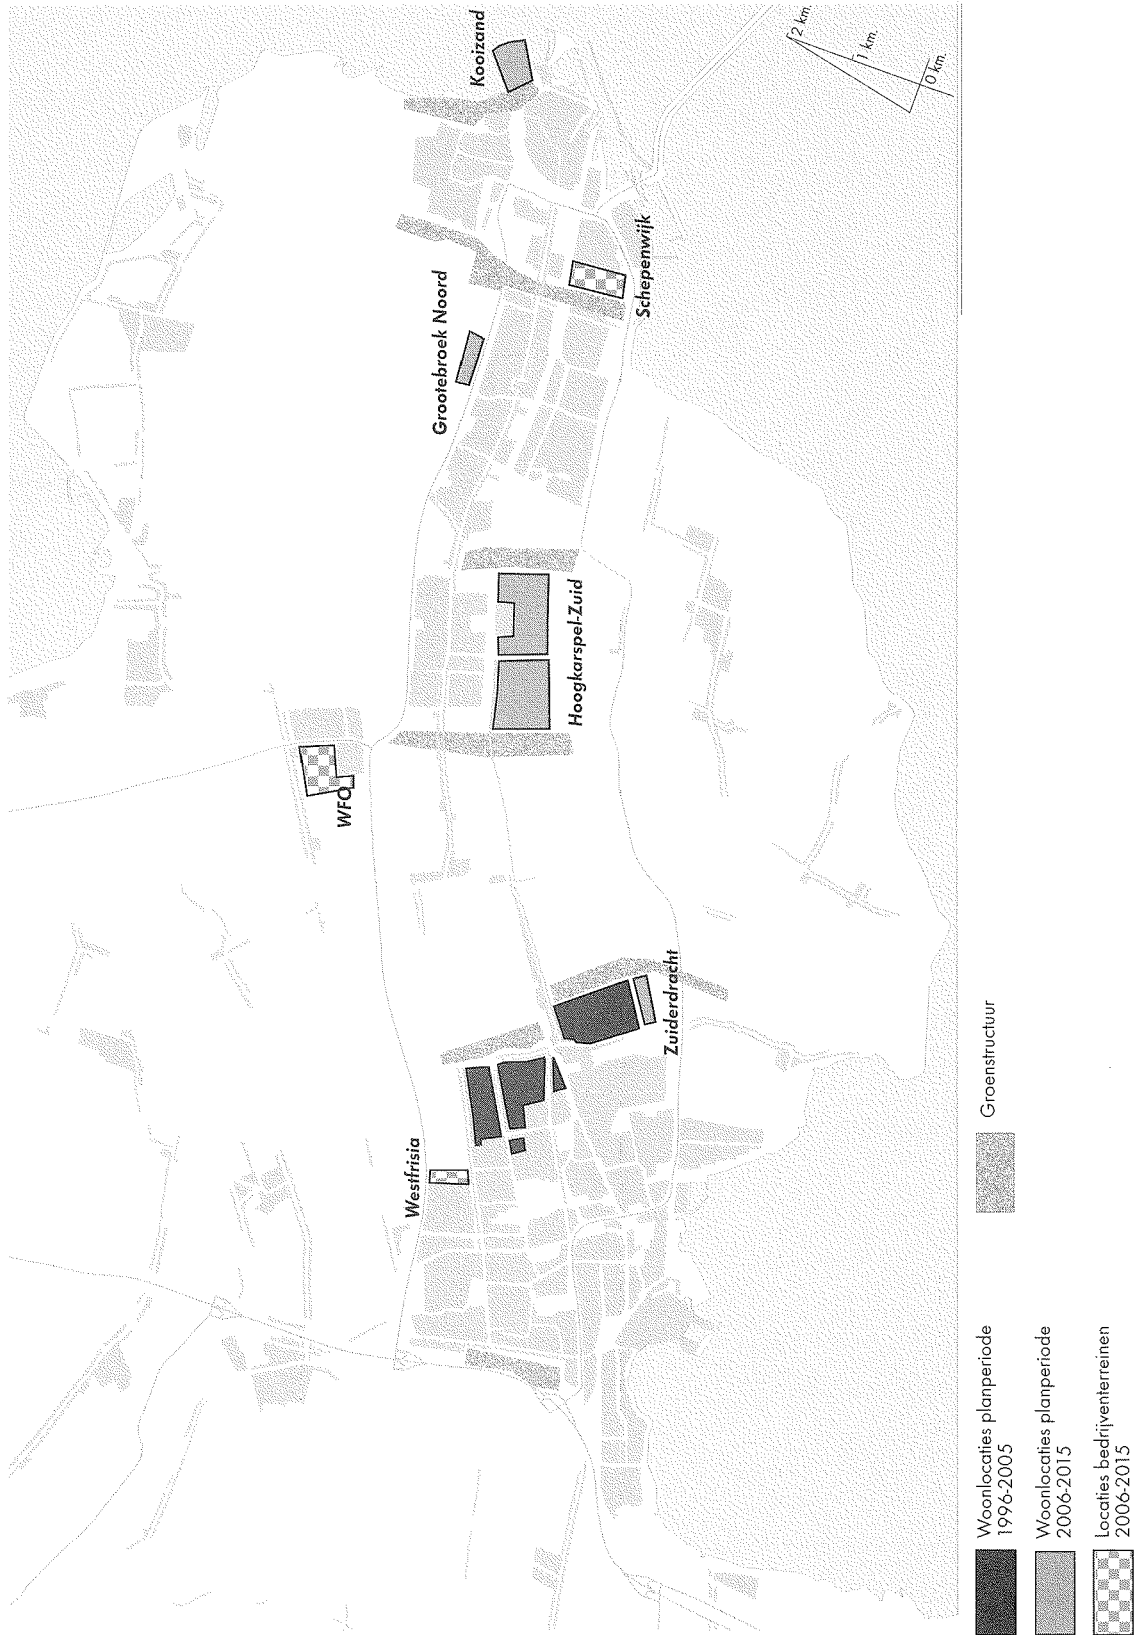 Kooizand
2 km.
1 km.
0 km.
Schepenwijk
Grootebroek Noord
Hoogkarspel-Zuid
WFO
Zuiderdracht
Westfrisia
Woonlocaties planperiode
1996-2005
Woonlocaties planperiode
2006-2015
Locaties bedrijventerreinen
2006-2015
Groenstructuur